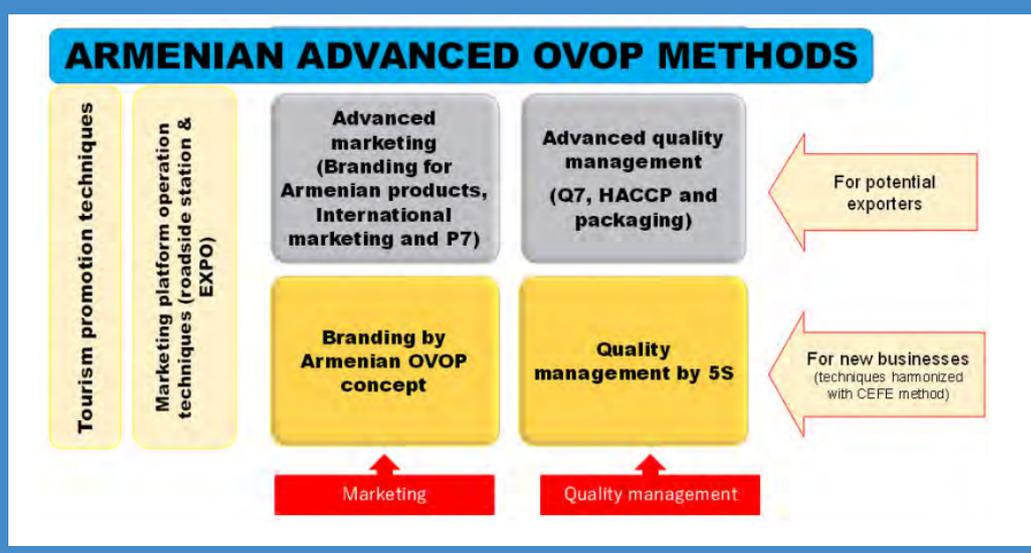 ARMENIAN ADVANCED OVOP METHODS
Tourism promotion techniques
Marketing platform operation
techniques (roadside station &
EXPO)
Advanced
marketing
(Branding for
Armenian products,
International
marketing and P7)
Advanced quality
management
(Q7, HACCP and
packaging)
For potential
exporters
Branding by
Armenian OVOP
concept
Quality
management by 5S
For new businesses
(techniques harmonized
with CEFE method)
Marketing
Quality management